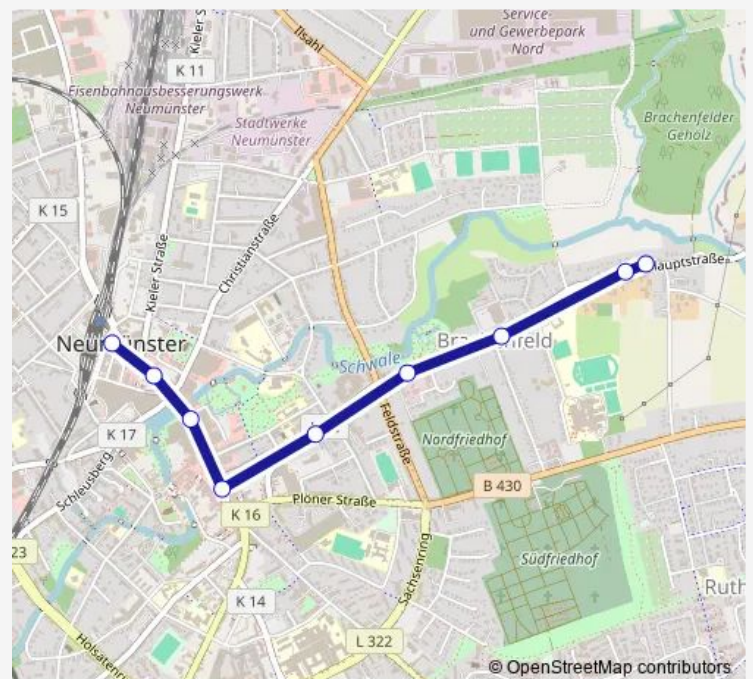 Service-
und Gewerbepark
Nord
Ilsahl
Kieler S
K 11
Eisenbahnausbesserungswerk
Neumünster
Stadtwerke
Neumünster
Brachenfelder
Gehölz
K 15
Christianstraße
Kieler Straße
Hauptstraße
Neumünster
Schwale
K 17
Feldstraße
Nordfriedhof
Schleusberg
B 430
Plöner Straße
K 16
23
Südfriedhof
Sachsenring
Ruth
K 14
L 322
Holsatenri
© OpenStreetMap contributors